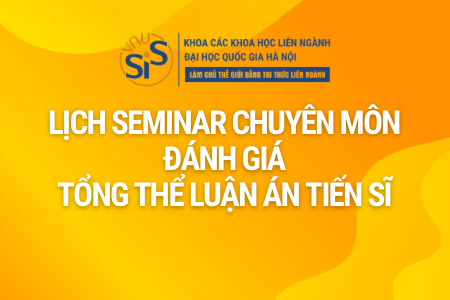 VNU
SIS
KHOA CÁC KHOA HỌC LIÊN NGÀNH
ĐẠI HỌC QUỐC GIA HÀ NỘI
LÀM CHỦ THẾ GIỚI BẰNG TRI THỨC LIÊN NGÀNH
LỊCH SEMINAR CHUYÊN MÔN
ĐÁNH GIÁ
TỔNG THỂ LUẬN ÁN TIẾN SĨ